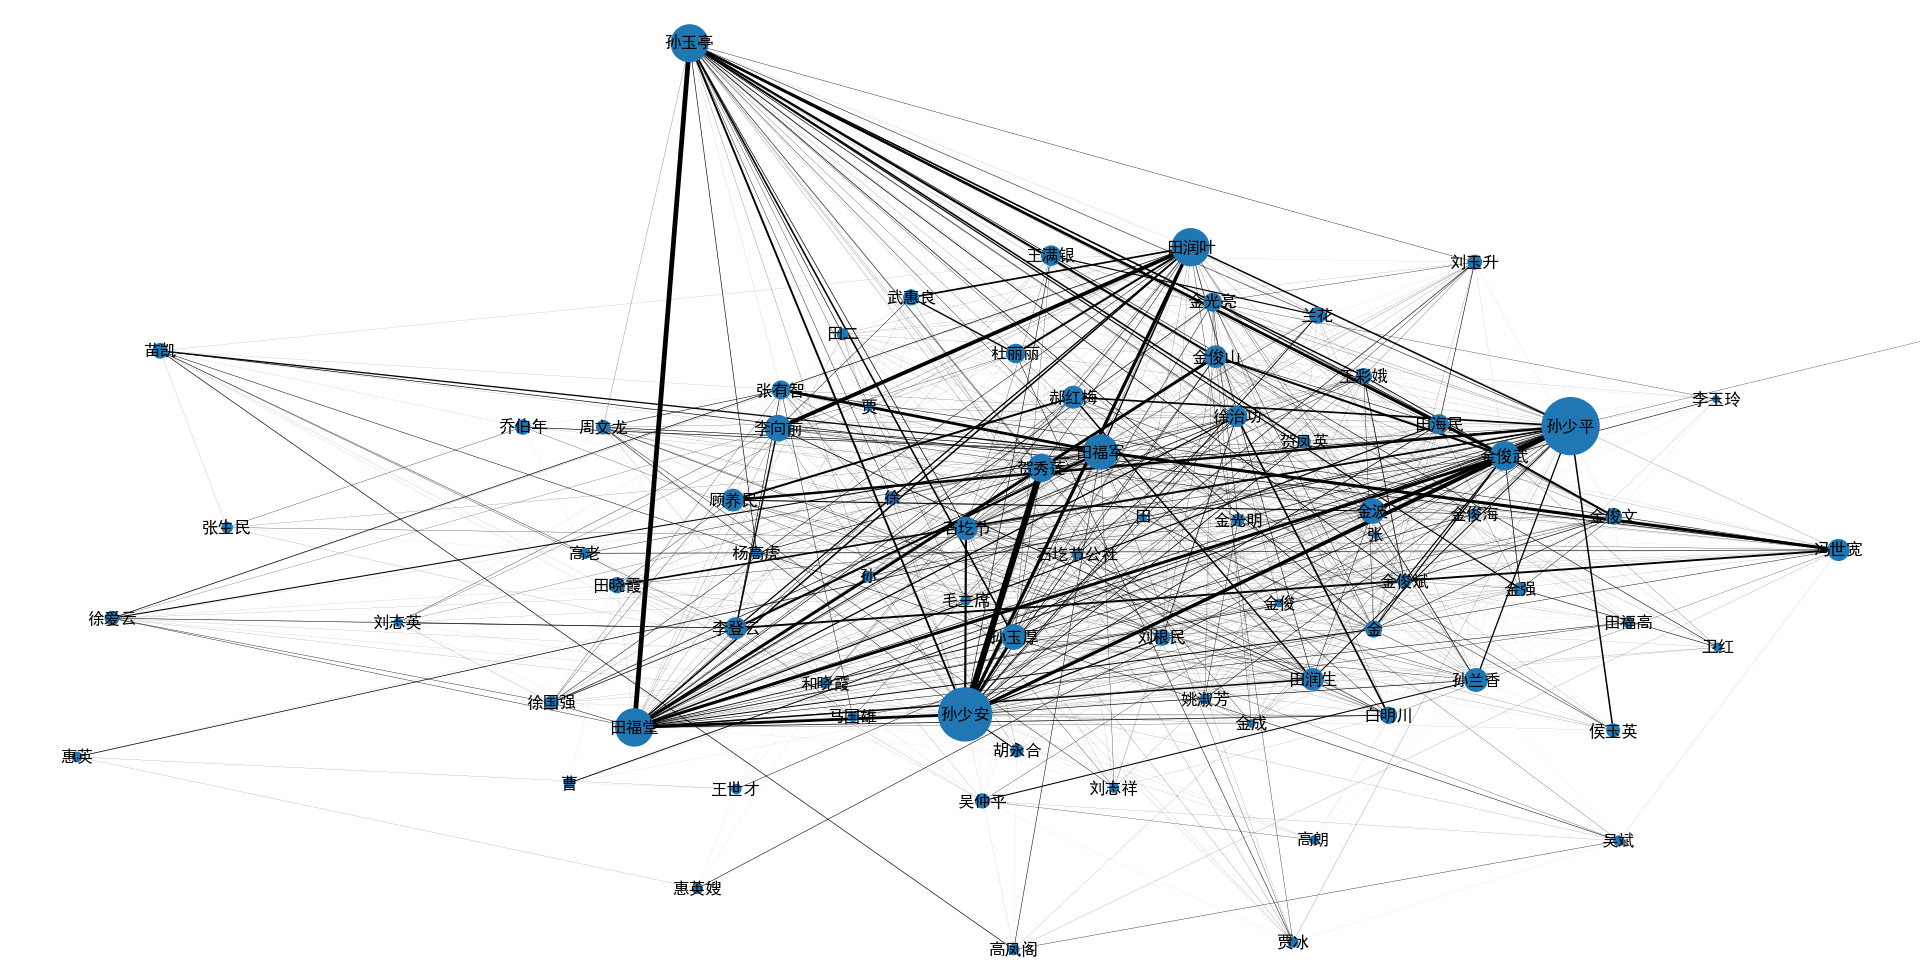 孙玉亭
田润叶
王满银
刘玉升
武惠良
金光亮
兰花
田二
苗凯
杜丽丽
金俊山
王彩娥
张有智
郝红梅
李玉玲
贾
徐治功
田海民
乔伯年
周文龙
李向前
孙少平
贺凤英
田福军
金俊武
贺秀莲
顾养民
徐
金波
金俊海
金俊文
田
金光明
张生民
石圪节
张
冯世宽
高老
杨高虎
石圪节公社
孙
田晓霞
金俊斌
金强
毛主席
金俊
徐爱云
刘志英
李登云
孙玉厚
刘根民
金
田福高
卫红
和晓霞
田润生
孙兰香
徐国强
马国雄
孙少安
姚淑芳
白明川
田福堂
金成
侯玉英
惠英
胡永合
曹
王世才
刘志祥
吴仲平
高朗
吴斌
惠英嫂
高凤阁
贾冰